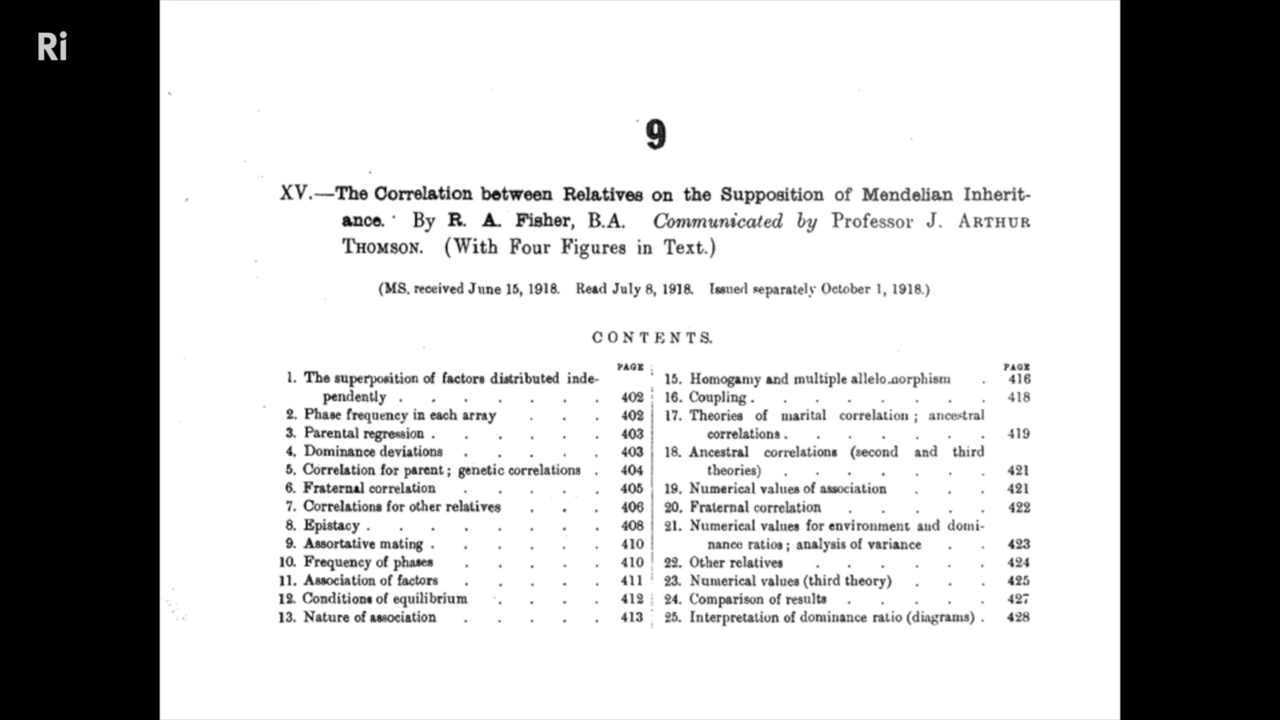 Ri
9
XV.—The Correlation between Relatives on the Supposition of Mendelian Inherit-
ance. By R. A. Fisher, B.A. Communicated by Professor J. ARTHUR
THOMSON. (With Four Figures in Text.)
(MS. received June 15, 1918. Read July 8, 1918. Issued separately October 1, 1918.)
CONTENTS.
PAGE
1. The superposition of factors distributed inde-
pendently . . . . . . 402
2. Phase frequency in each array . . . 402
3. Parental regression . . . . . 403
4. Dominance deviations . . . . 403
5. Correlation for parent; genetic correlations . 404
6. Fraternal correlation . . . . 405
7. Correlations for other relatives . . . 406
8. Epistacy . . . . . . . 408
9. Assortative mating . . . . . 410
10. Frequency of phases . . . . 410
11. Association of factors . . . . 411
12. Conditions of equilibrium . . . . 412
13. Nature of association . . . . 413
PAGE
15. Homogamy and multiple allelomorphism . 416
16. Coupling . . . . . . . 418
17. Theories of marital correlation; ancestral
correlations . . . . . . 419
18. Ancestral correlations (second and third
theories) . . . . . . 421
19. Numerical values of association . . . 421
20. Fraternal correlation . . . . . 422
21. Numerical values for environment and domi-
nance ratios; analysis of variance . . 423
22. Other relatives . . . . . . 424
23. Numerical values (third theory) . . . 425
24. Comparison of results . . . . . 427
25. Interpretation of dominance ratio (diagrams) . 428